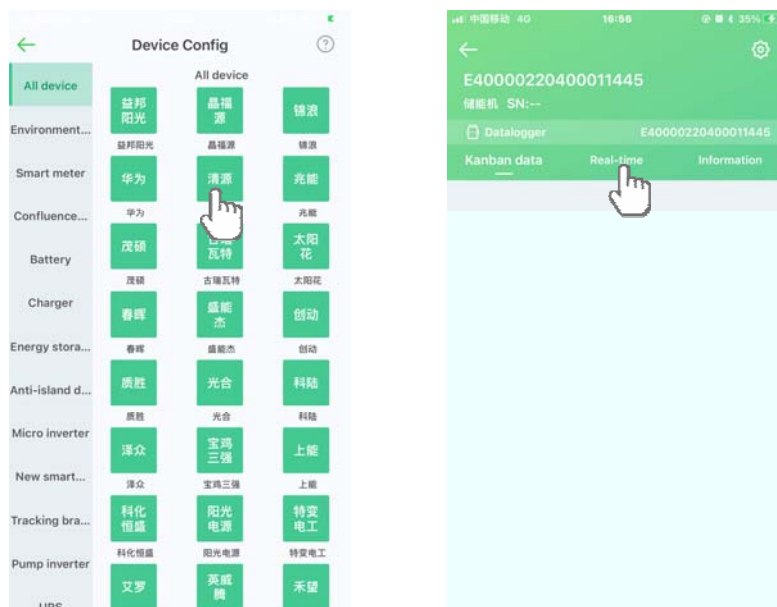 Device Config
?
All device
Environment...
Smart meter
Confluence...
Battery
Charger
Energy stora...
Anti-island d...
Micro inverter
New smart...
Tracking bra...
Pump inverter
UPS
All device
益邦
阳光
晶福
源
锦浪
益邦阳光
晶福源
锦浪
华为
清源
兆能
华为
兆能
茂硕
古瑞
瓦特
太阳
花
茂硕
古瑞瓦特
太阳花
春晖
盛能
杰
创动
春晖
盛能杰
创动
质胜
光合
科陆
质胜
光合
科陆
泽众
宝鸡
三强
上能
泽众
宝鸡三强
上能
科化
恒盛
阳光
电源
特变
电工
科化恒盛
阳光电源
特变电工
艾罗
英威
腾
禾望
中国移动 4G
16:56
35%
E40000220400011445
储能机 SN:--
Datalogger
E40000220400011445
Kanban data
Real-time
Information